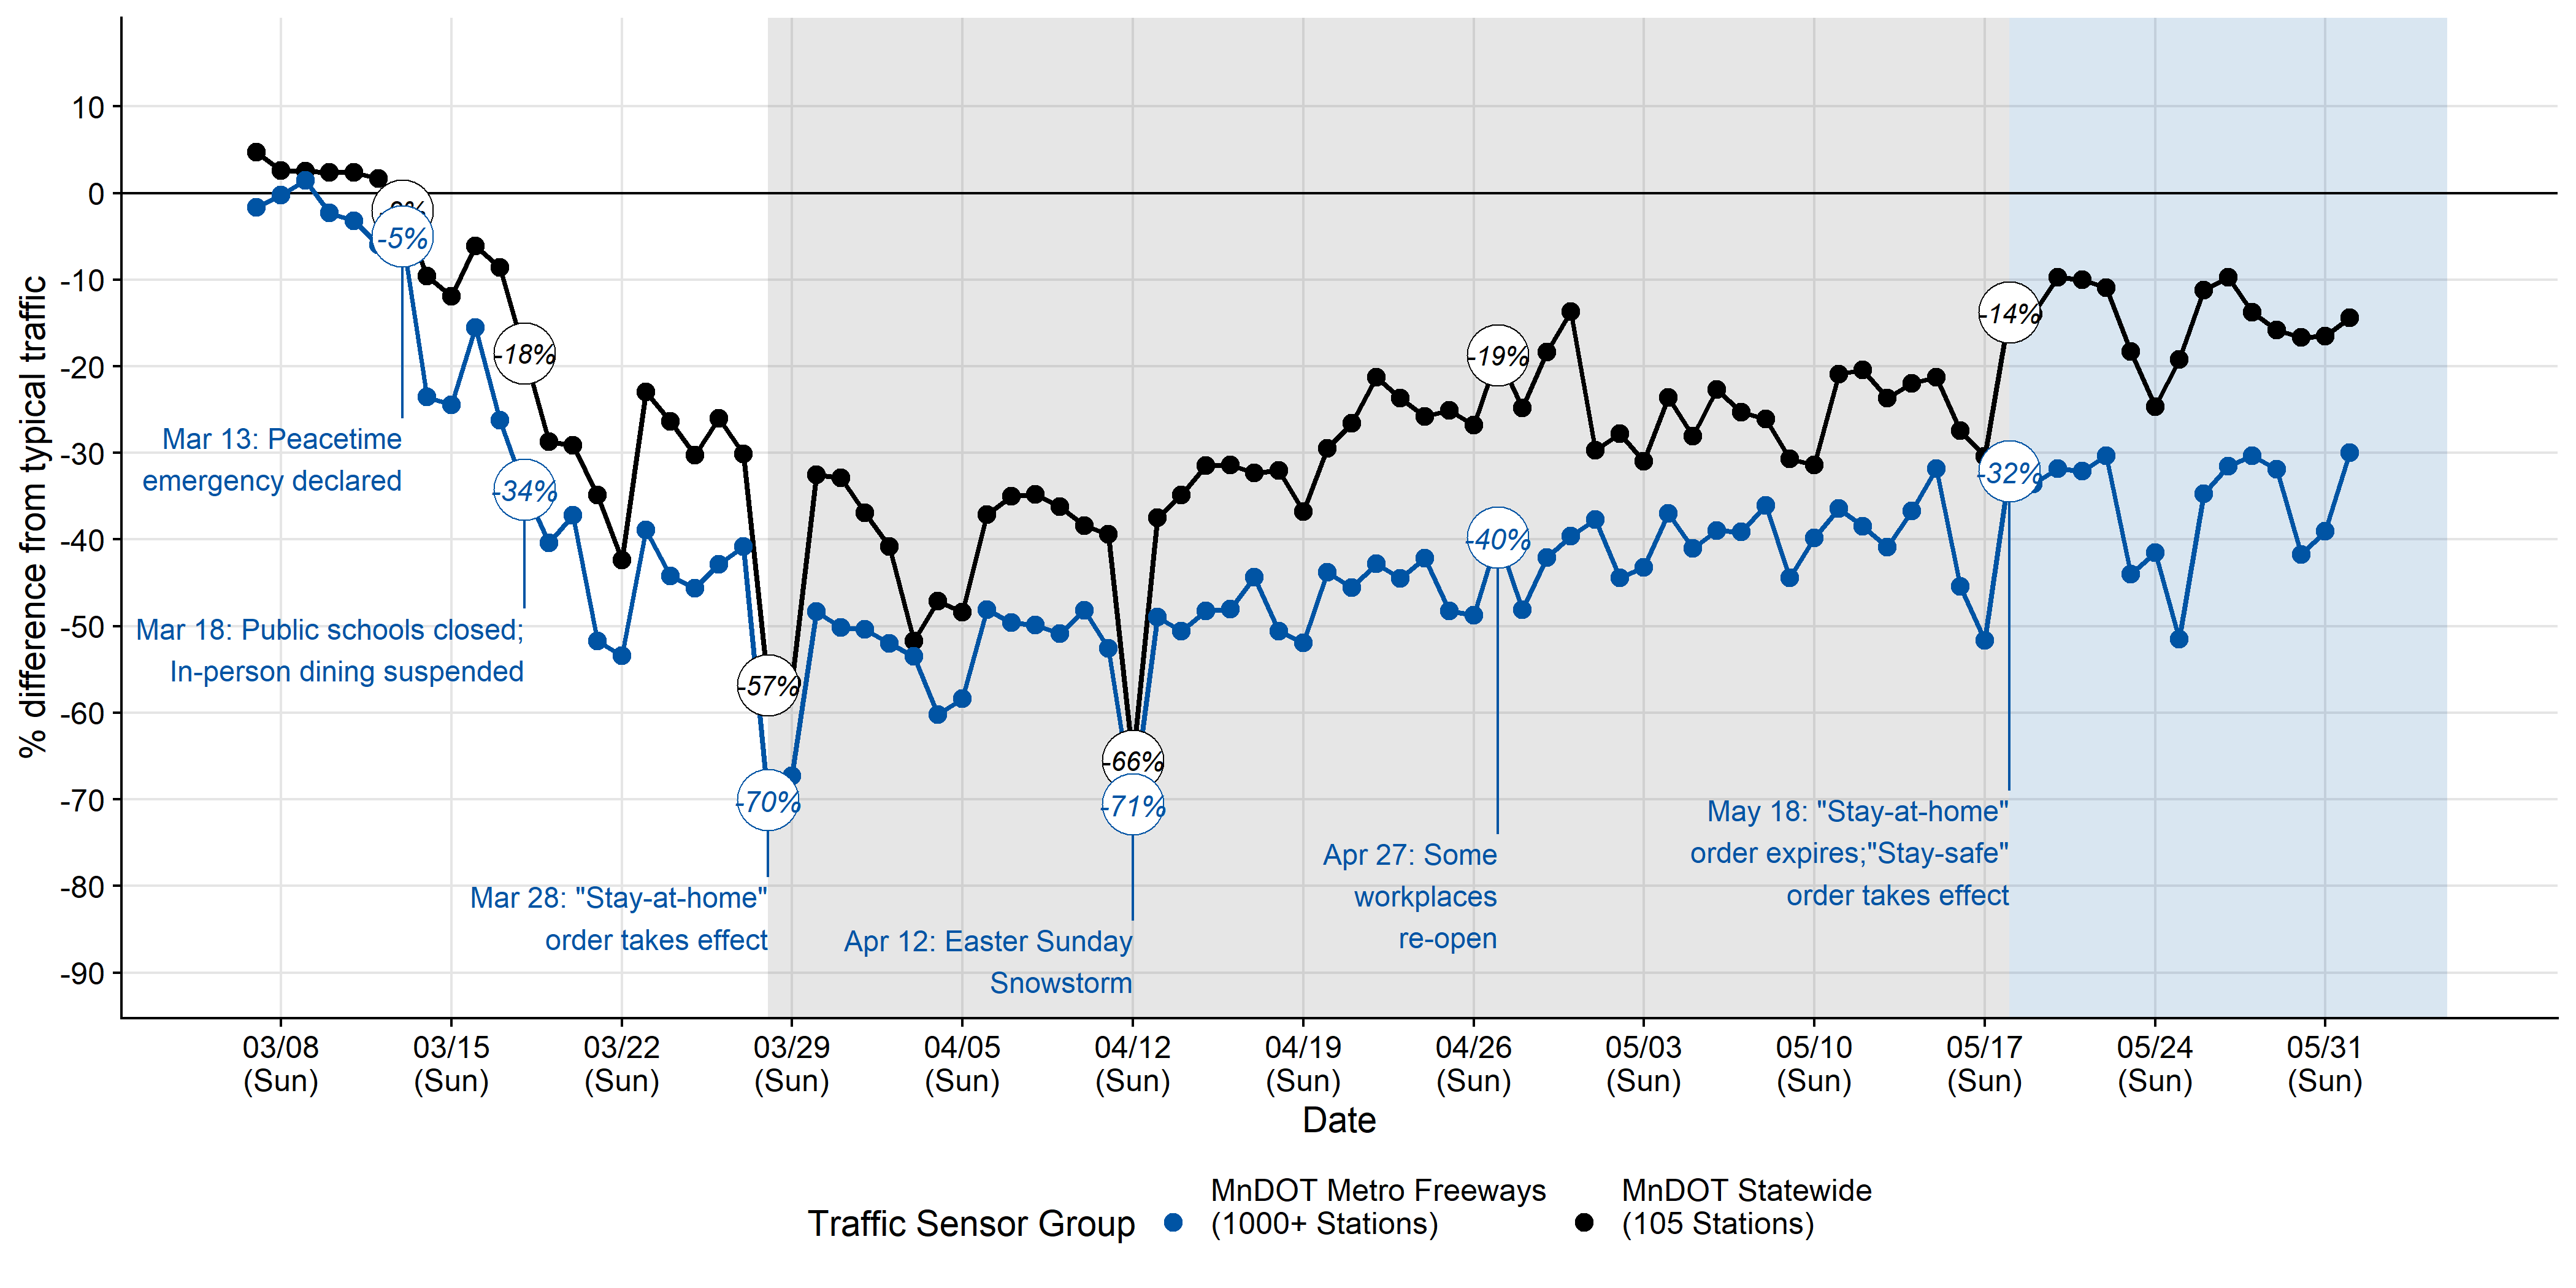 % difference from typical traffic
10
0
-10
-20
-30
-40
-50
-60
-70
-80
-90
-5%
-18%
-34%
-57%
-70%
-66%
-71%
-19%
-40%
-14%
-32%
Mar 13: Peacetime
emergency declared
Mar 18: Public schools closed;
In-person dining suspended
Mar 28: "Stay-at-home"
order takes effect
Apr 12: Easter Sunday
Snowstorm
Apr 27: Some
workplaces
re-open
May 18: "Stay-at-home"
order expires;"Stay-safe"
order takes effect
03/08 03/15 03/22 03/29 04/05 04/12 04/19 04/26 05/03 05/10 05/17 05/24 05/31
(Sun) (Sun) (Sun) (Sun) (Sun) (Sun) (Sun) (Sun) (Sun) (Sun) (Sun) (Sun) (Sun)
Date
Traffic Sensor Group
MnDOT Metro Freeways
(1000+ Stations)
MnDOT Statewide
(105 Stations)